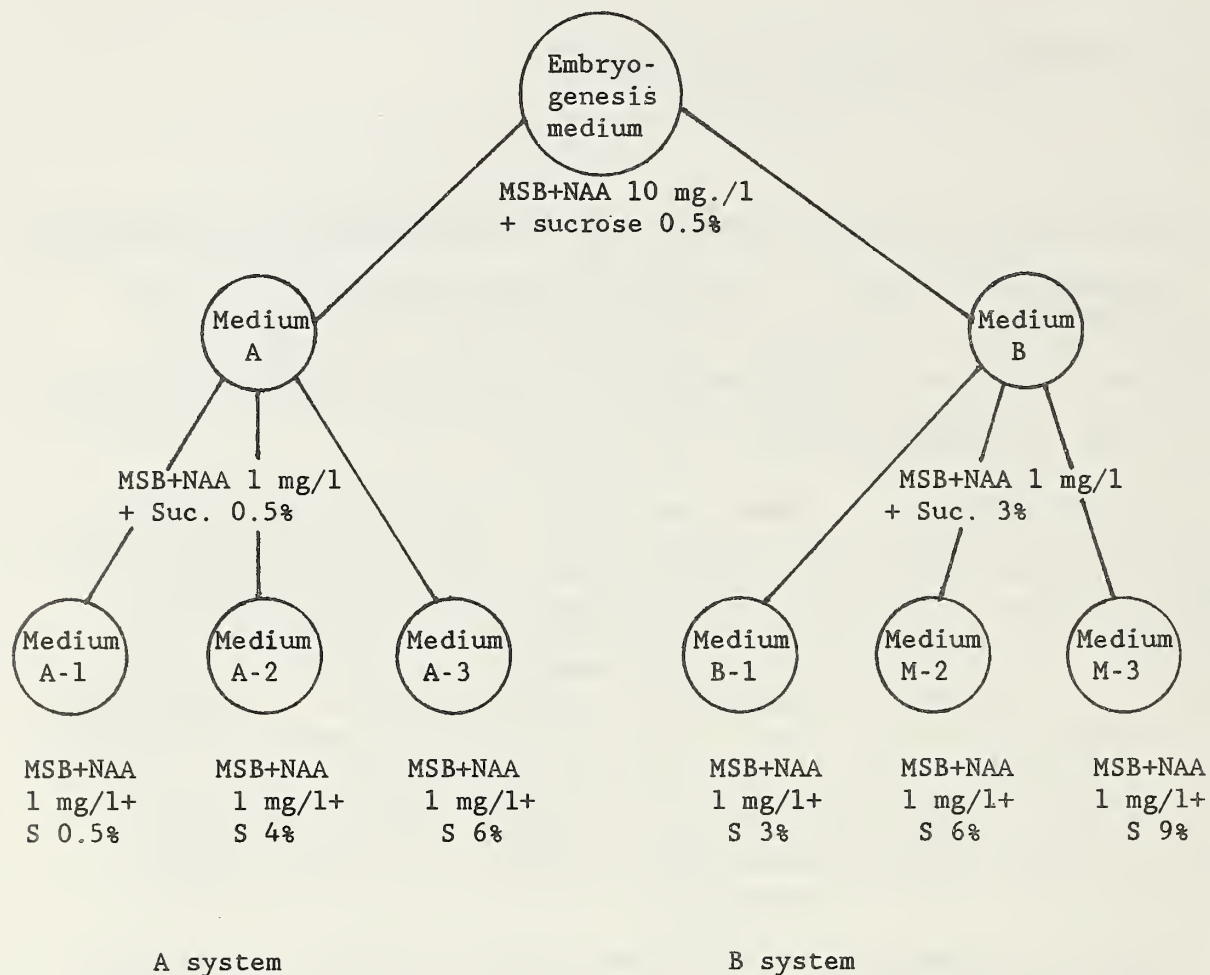 Embryo-
genesis
medium
MSB+NAA 10 mg./l
+ sucrose 0.5%
Medium
A
Medium
B
MSB+NAA 1 mg/l
+ Suc. 0.5%
MSB+NAA 1 mg/l
+ Suc. 3%
Medium
A-1
Medium
A-2
Medium
A-3
Medium
B-1
Medium
M-2
Medium
M-3
MSB+NAA
1 mg/l+
S 0.5%
MSB+NAA
1 mg/l+
S 4%
MSB+NAA
1 mg/l+
S 6%
MSB+NAA
1 mg/l+
S 3%
MSB+NAA
1 mg/l+
S 6%
MSB+NAA
1 mg/l+
S 9%
A system
B system